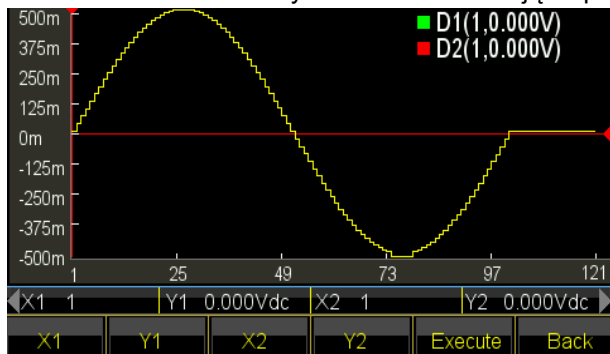 500m
D1(1,0.000V)
375m
D2(1,0.000V)
250m
125m
0m
-125m
-250m
-375m
-500m
1 25 49 73 97 121
X1 1 Y1 0.000Vdc X2 1 Y2 0.000Vdc
X1 Y1 X2 Y2 Execute Back